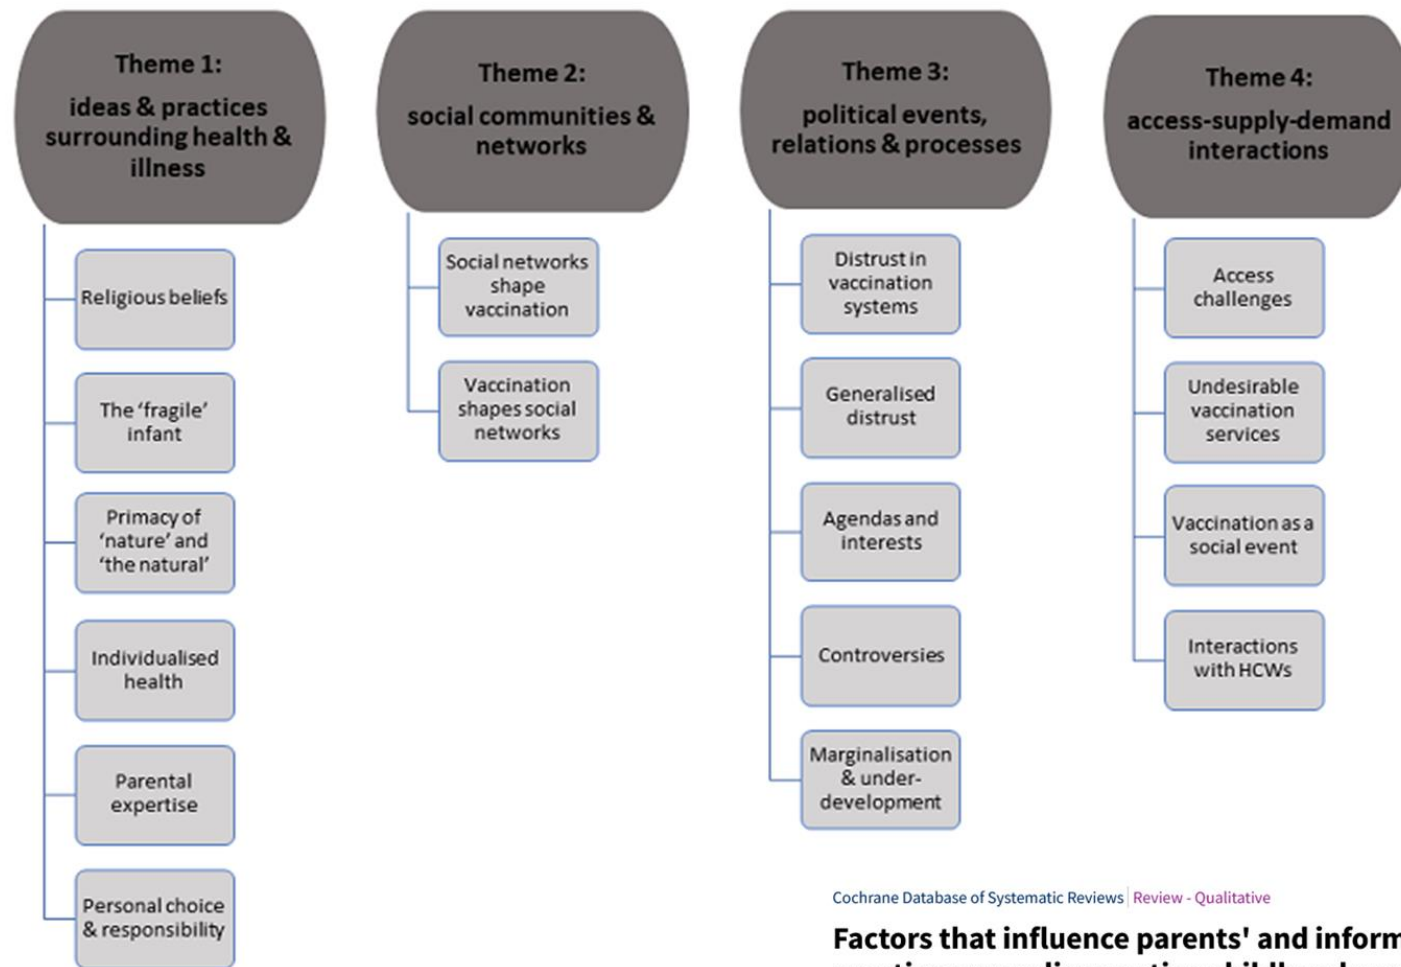 Theme 1:
ideas & practices
surrounding health &
illness
Religious beliefs
The ‘fragile’
infant
Primacy of
‘nature’ and
‘the natural’
Individualised
health
Parental
expertise
Personal choice
& responsibility
Theme 2:
social communities &
networks
Social networks
shape
vaccination
Vaccination
shapes social
networks
Theme 3:
political events,
relations & processes
Distrust in
vaccination
systems
Generalised
distrust
Agendas and
interests
Controversies
Marginalisation
& under-
development
Theme 4:
access-supply-demand
interactions
Access
challenges
Undesirable
vaccination
services
Vaccination as a
social event
Interactions
with HCWs
Cochrane Database of Systematic Reviews | Review - Qualitative
Factors that influence parents' and inform